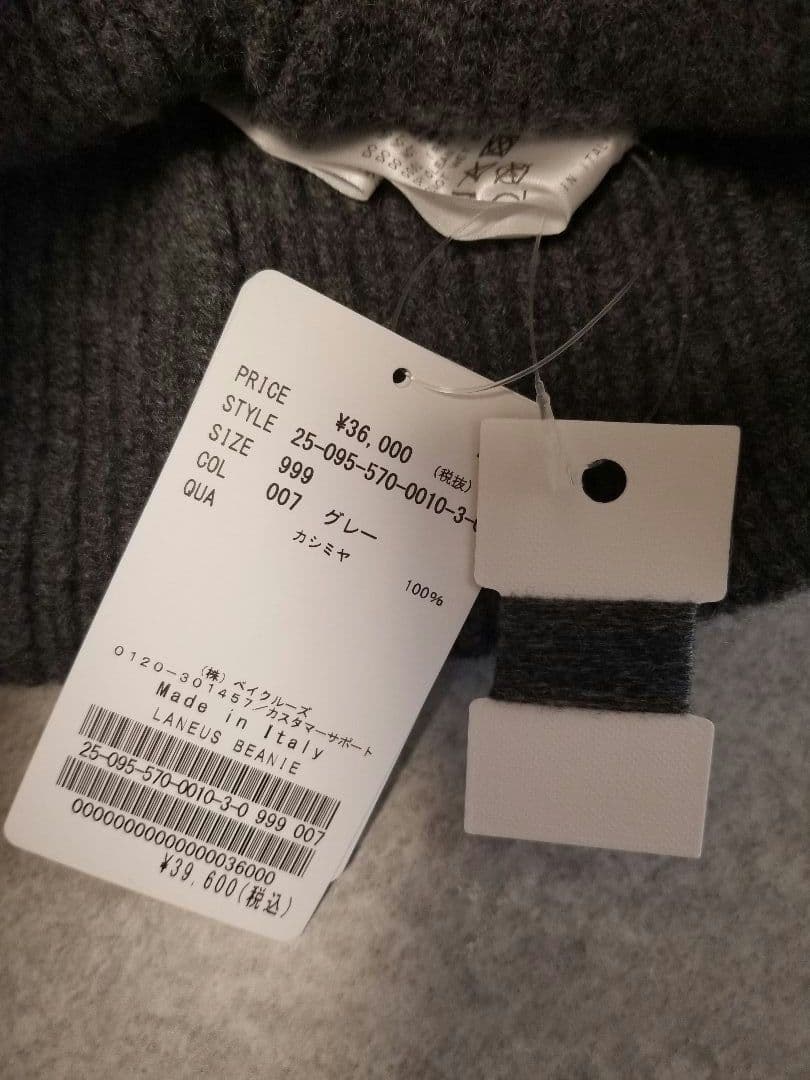 PRICE ¥36,000 (税抜)
STYLE 25-095-570-0010-3-
SIZE 999
COL 007 グレー
QUA カシミヤ 100%
(株) ベイクルーズ
0120-301457/カスタマーサポート
Made in Italy
LANEUS BEANIE
25-095-570-0010-3-0 999 007
00000000000000036000
¥39,600(税込)
IN ITAL